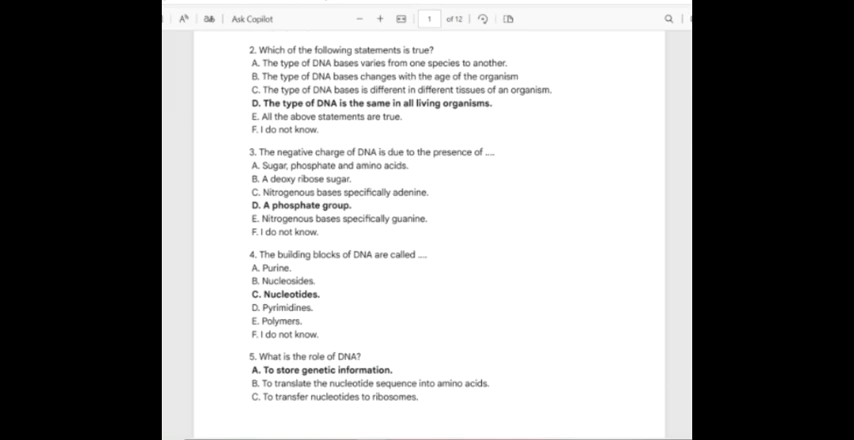 Ask Copilot
1 of 12
2. Which of the following statements is true?
A. The type of DNA bases varies from one species to another.
B. The type of DNA bases changes with the age of the organism
C. The type of DNA bases is different in different tissues of an organism.
D. The type of DNA is the same in all living organisms.
E. All the above statements are true.
F. I do not know.
3. The negative charge of DNA is due to the presence of ....
A. Sugar, phosphate and amino acids.
B. A deoxy ribose sugar.
C. Nitrogenous bases specifically adenine.
D. A phosphate group.
E. Nitrogenous bases specifically guanine.
F. I do not know.
4. The building blocks of DNA are called ....
A. Purine.
B. Nucleosides.
C. Nucleotides.
D. Pyrimidines.
E. Polymers.
F. I do not know.
5. What is the role of DNA?
A. To store genetic information.
B. To translate the nucleotide sequence into amino acids.
C. To transfer nucleotides to ribosomes.